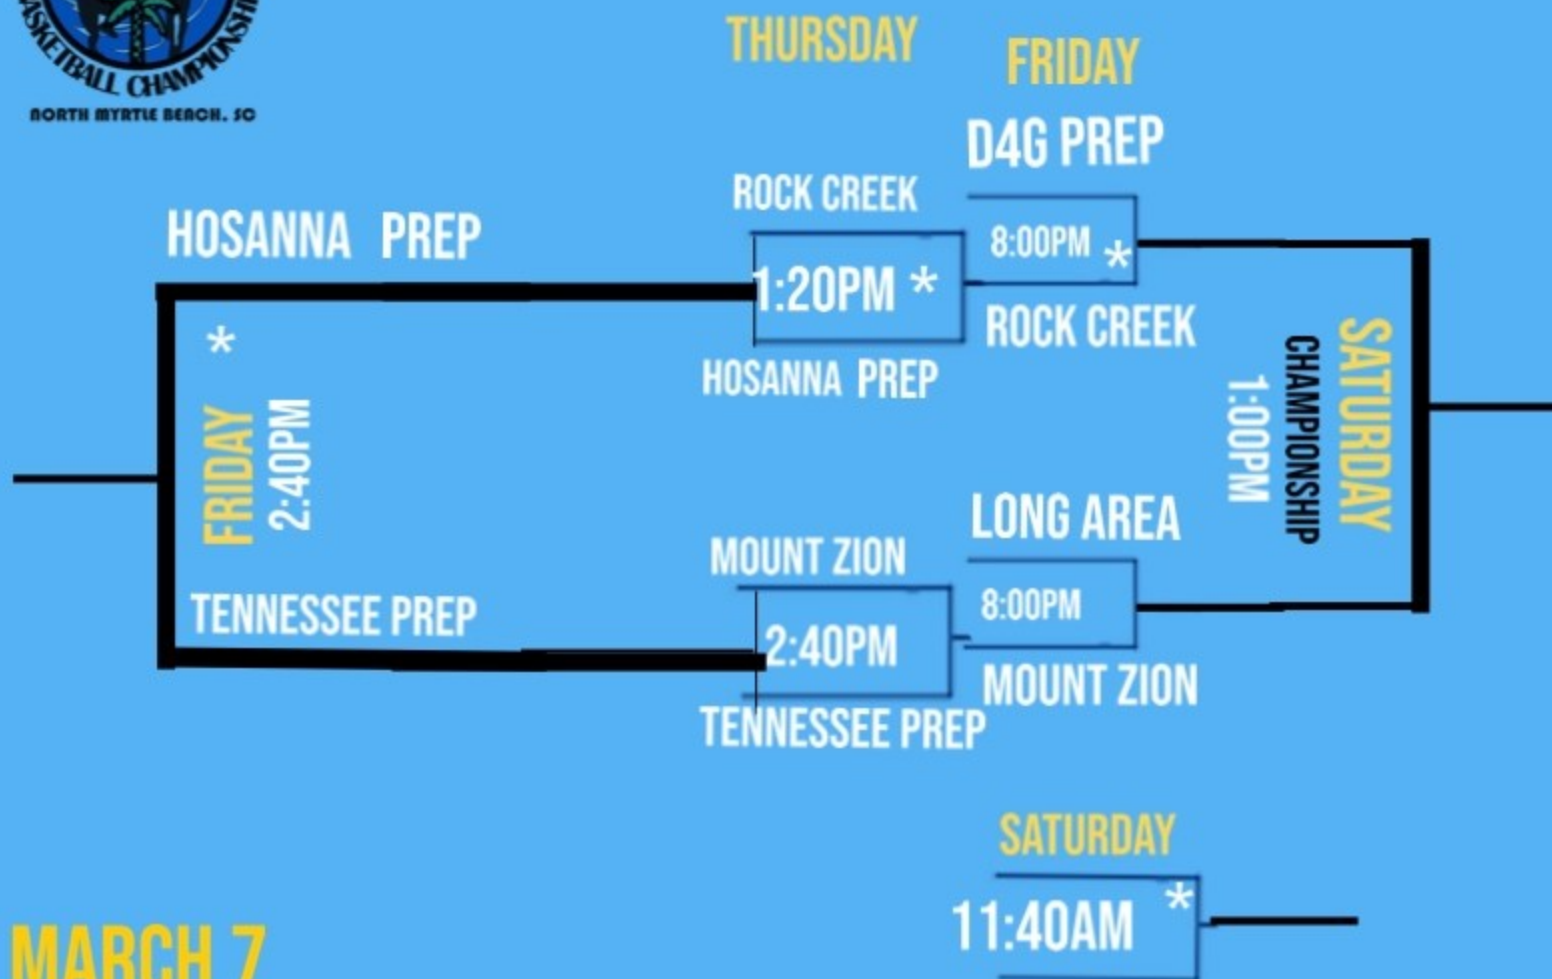 BASKETBALL CHAMPIONSHIP
NORTH MYRTLE BEACH, SC
THURSDAY
FRIDAY
D4G PREP
ROCK CREEK
HOSANNA PREP
8:00PM *
1:20PM *
ROCK CREEK
HOSANNA PREP
*
FRIDAY
2:40PM
SATURDAY
CHAMPIONSHIP
1:00PM
LONG AREA
MOUNT ZION
8:00PM
TENNESSEE PREP
2:40PM
MOUNT ZION
TENNESSEE PREP
SATURDAY
11:40AM *
MARCH 7